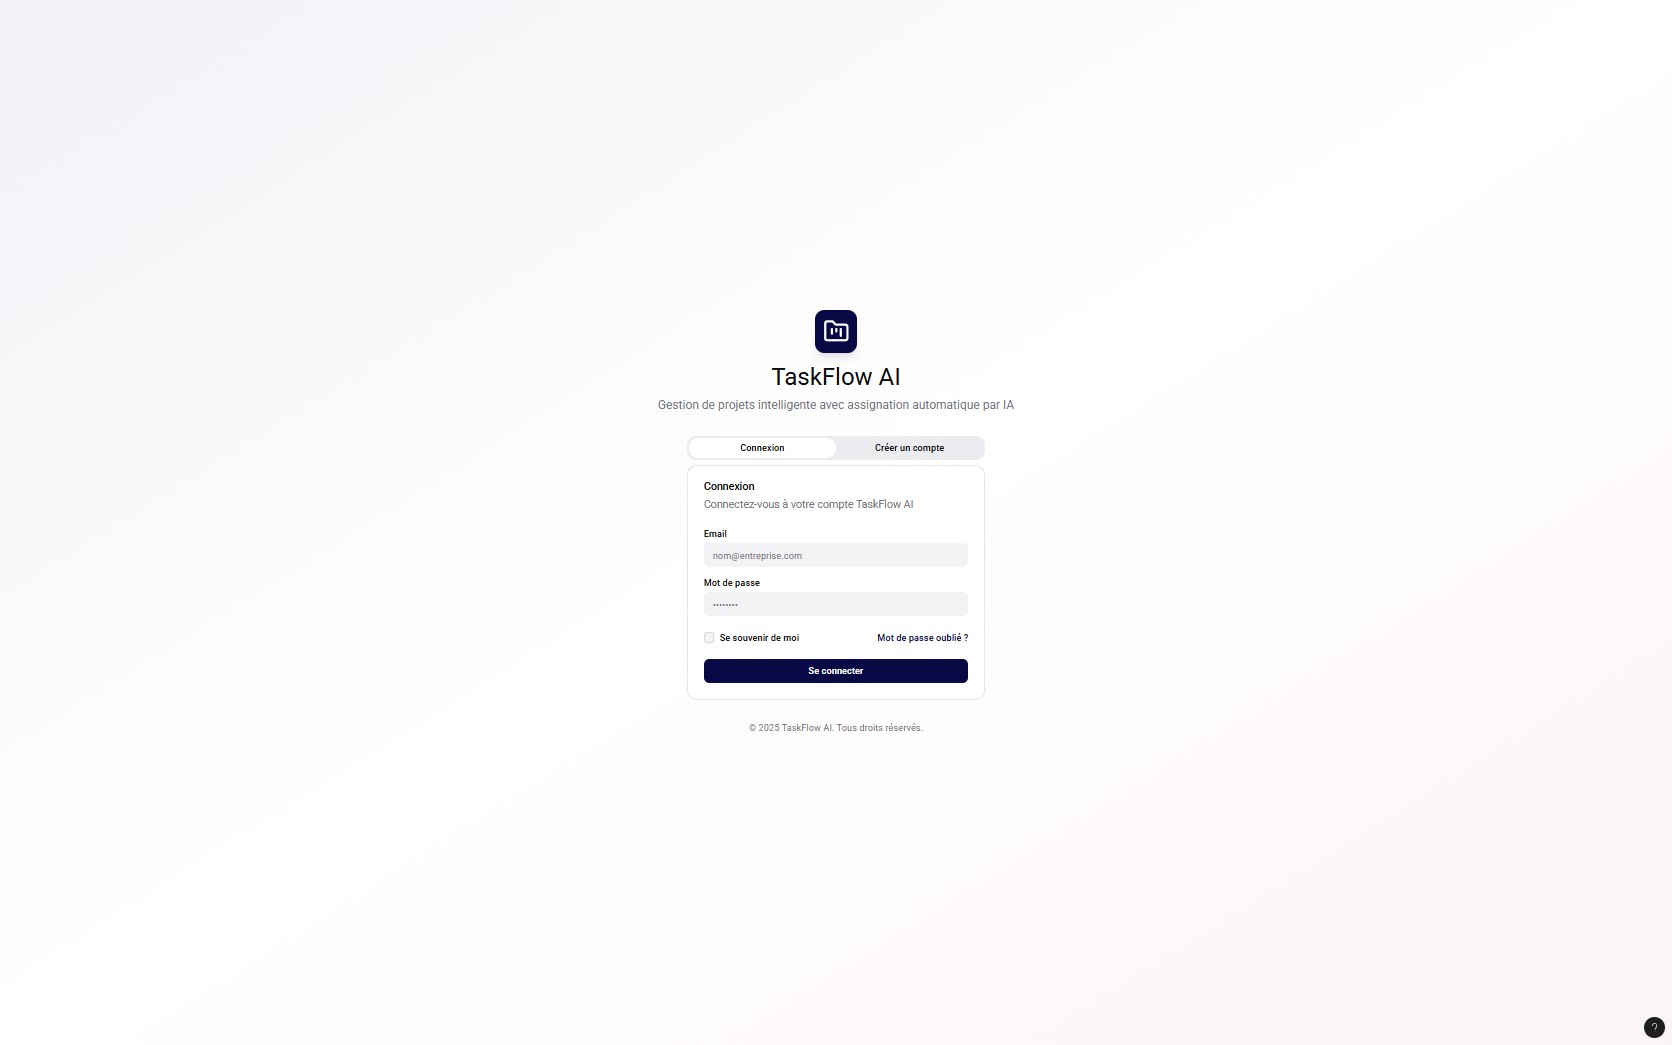 TaskFlow AI
Gestion de projets intelligente avec assignation automatique par IA
Connexion
Créer un compte
Connexion
Connectez-vous à votre compte TaskFlow AI
Email
nom@entreprise.com
Mot de passe
••••••••
Se souvenir de moi
Mot de passe oublié ?
Se connecter
© 2025 TaskFlow AI. Tous droits réservés.
?